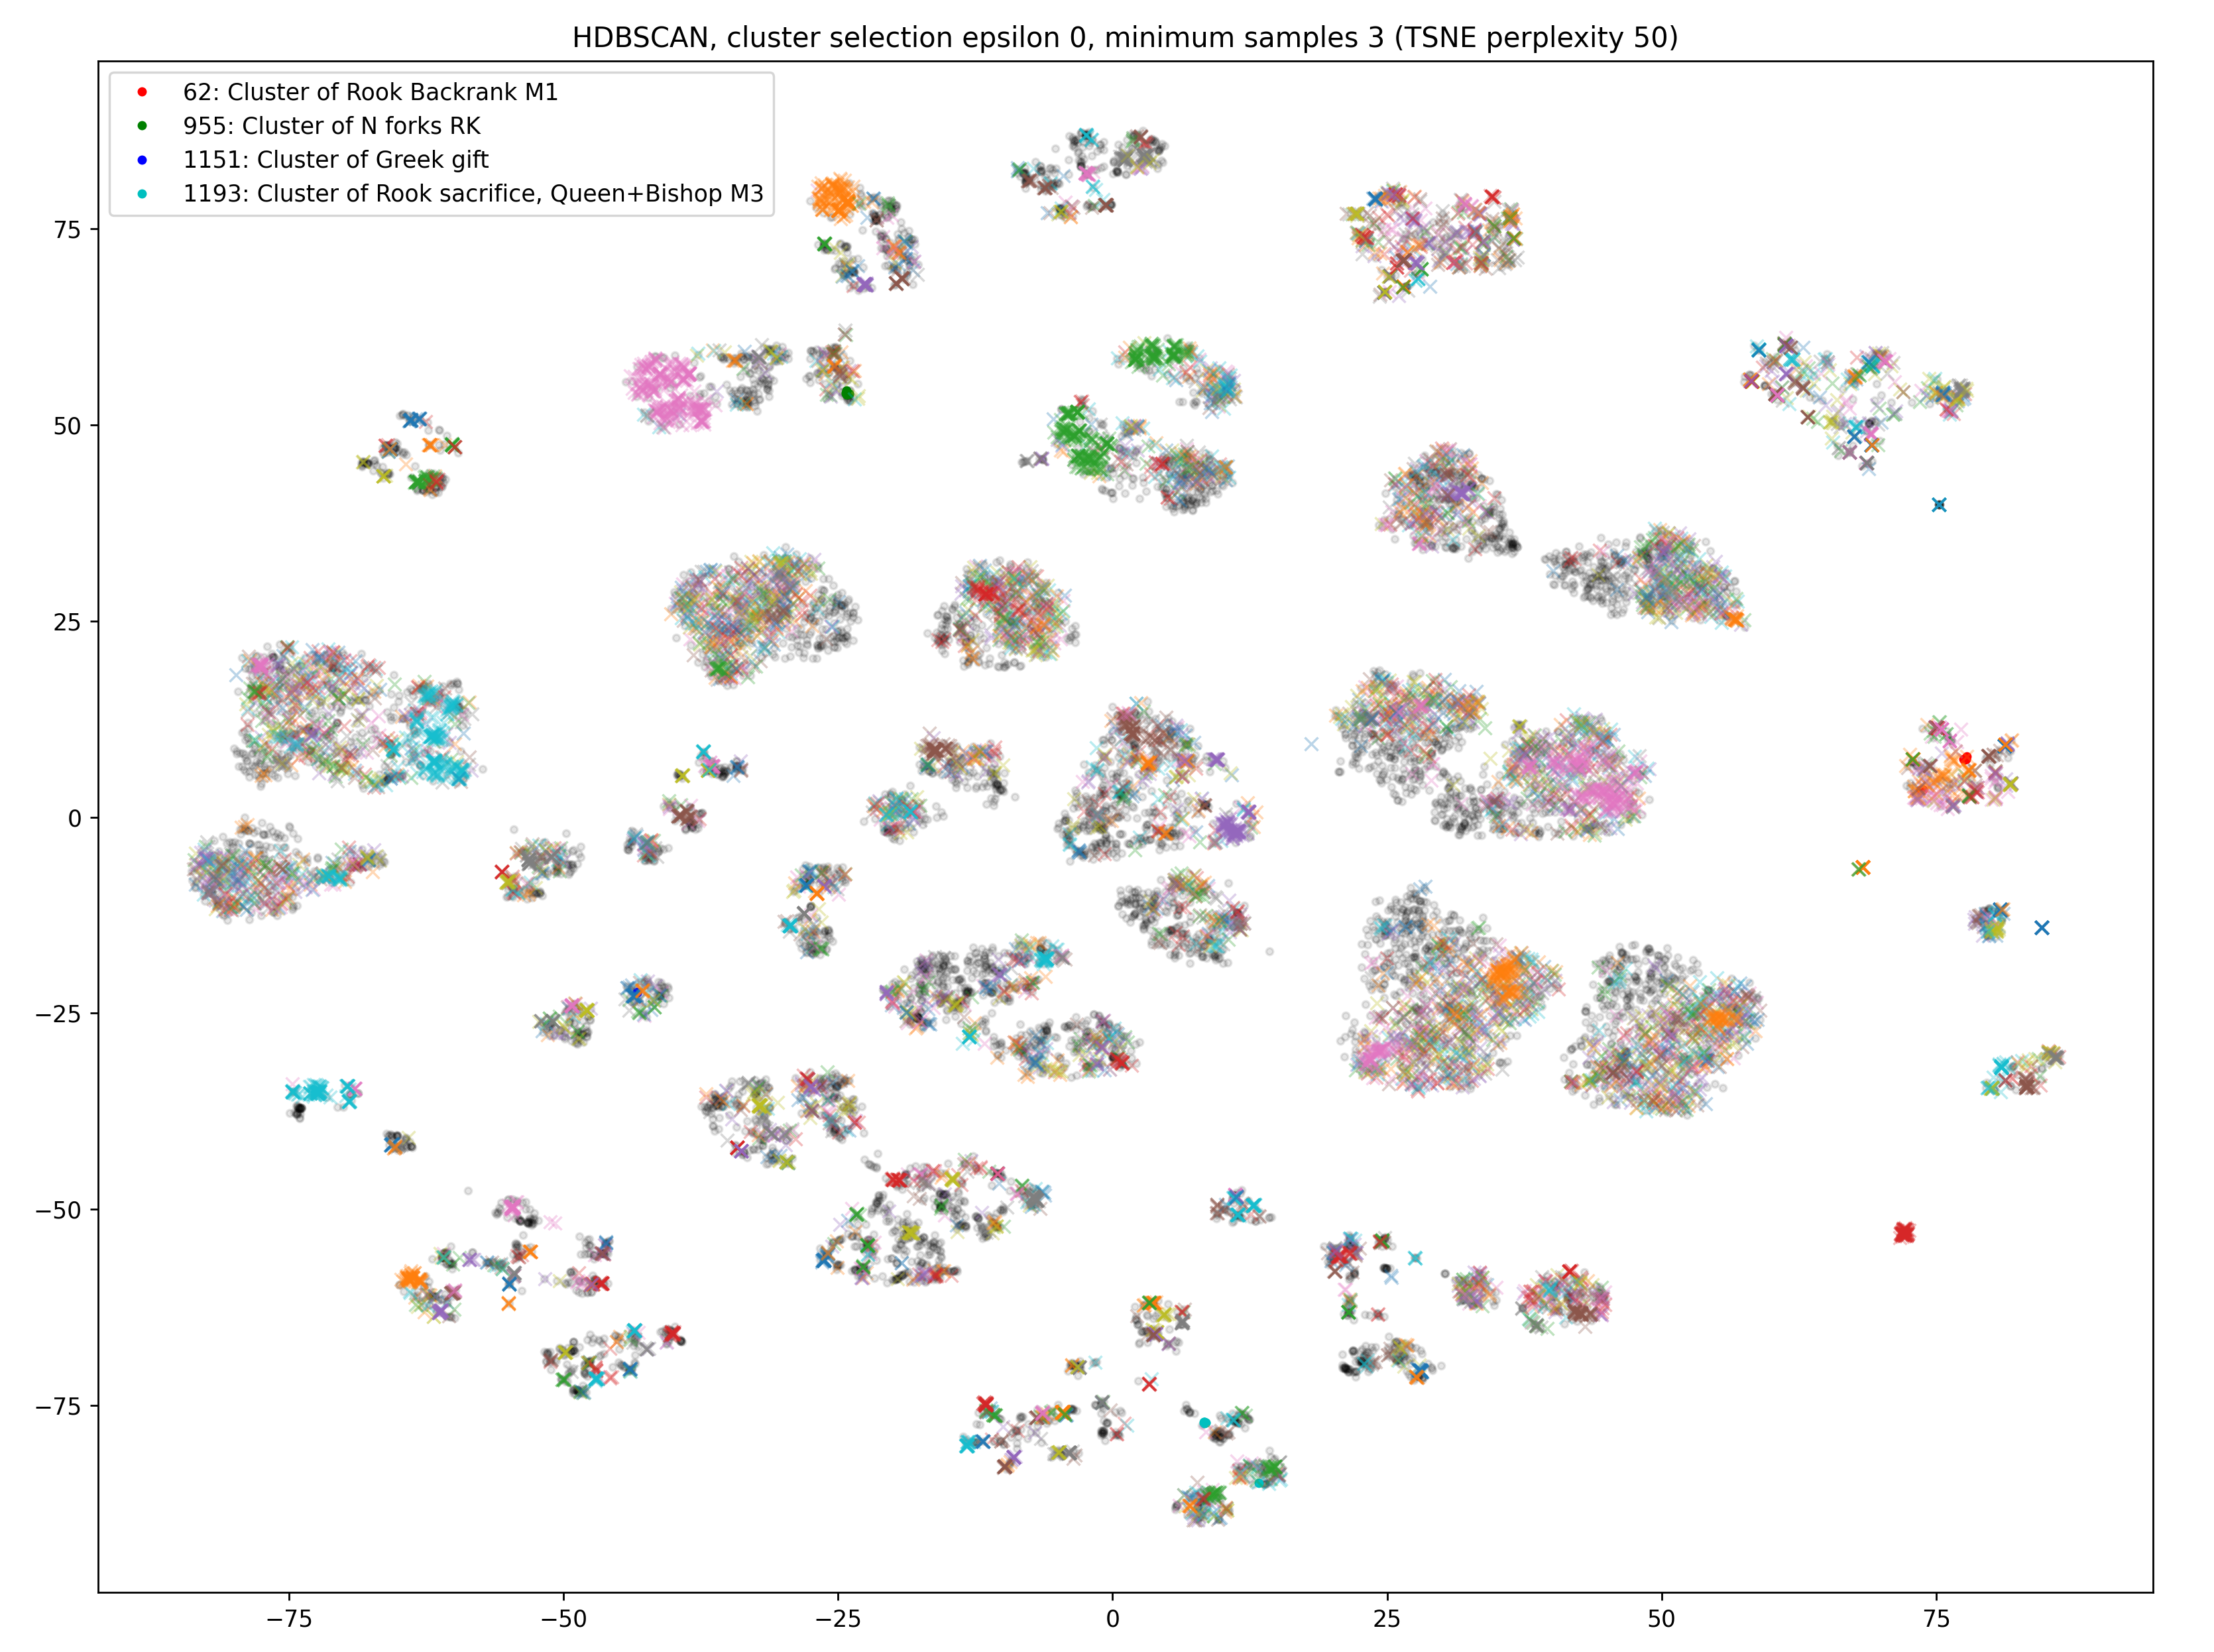 HDBSCAN, cluster selection epsilon 0, minimum samples 3 (TSNE perplexity 50)
62: Cluster of Rook Backrank M1
955: Cluster of N forks RK
1151: Cluster of Greek gift
1193: Cluster of Rook sacrifice, Queen+Bishop M3
75
50
25
0
−25
−50
−75
−75 −50 −25 0 25 50 75